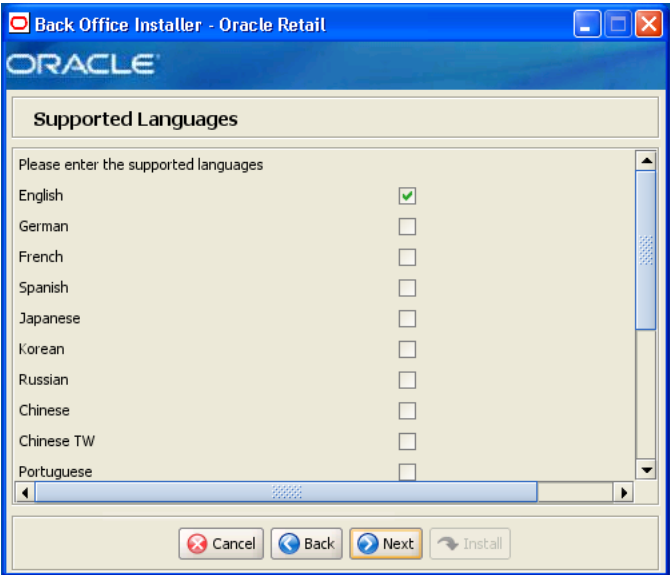 Back Office Installer - Oracle Retail
ORACLE
Supported Languages
Please enter the supported languages
English
German
French
Spanish
Japanese
Korean
Russian
Chinese
Chinese TW
Portuguese
Cancel Back Next Install